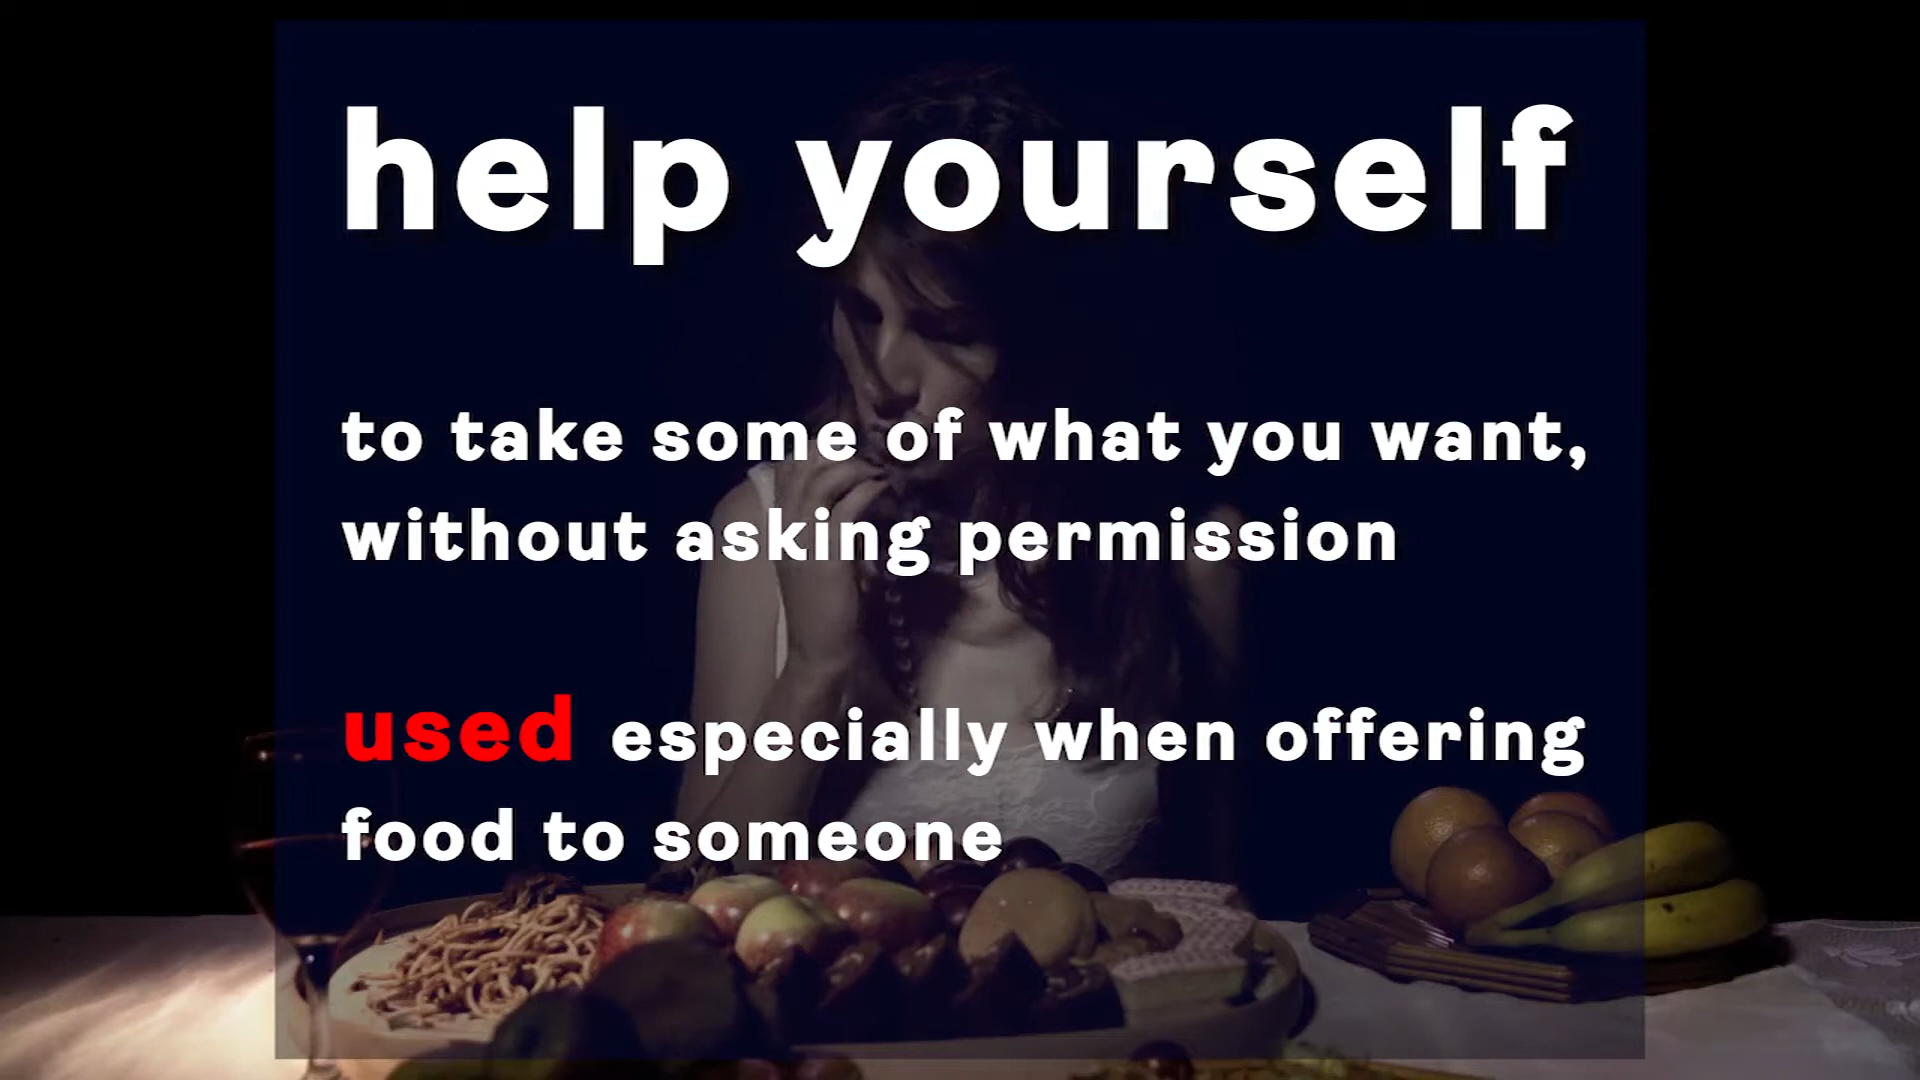 help yourself
to take some of what you want,
without asking permission
used especially when offering
food to someone